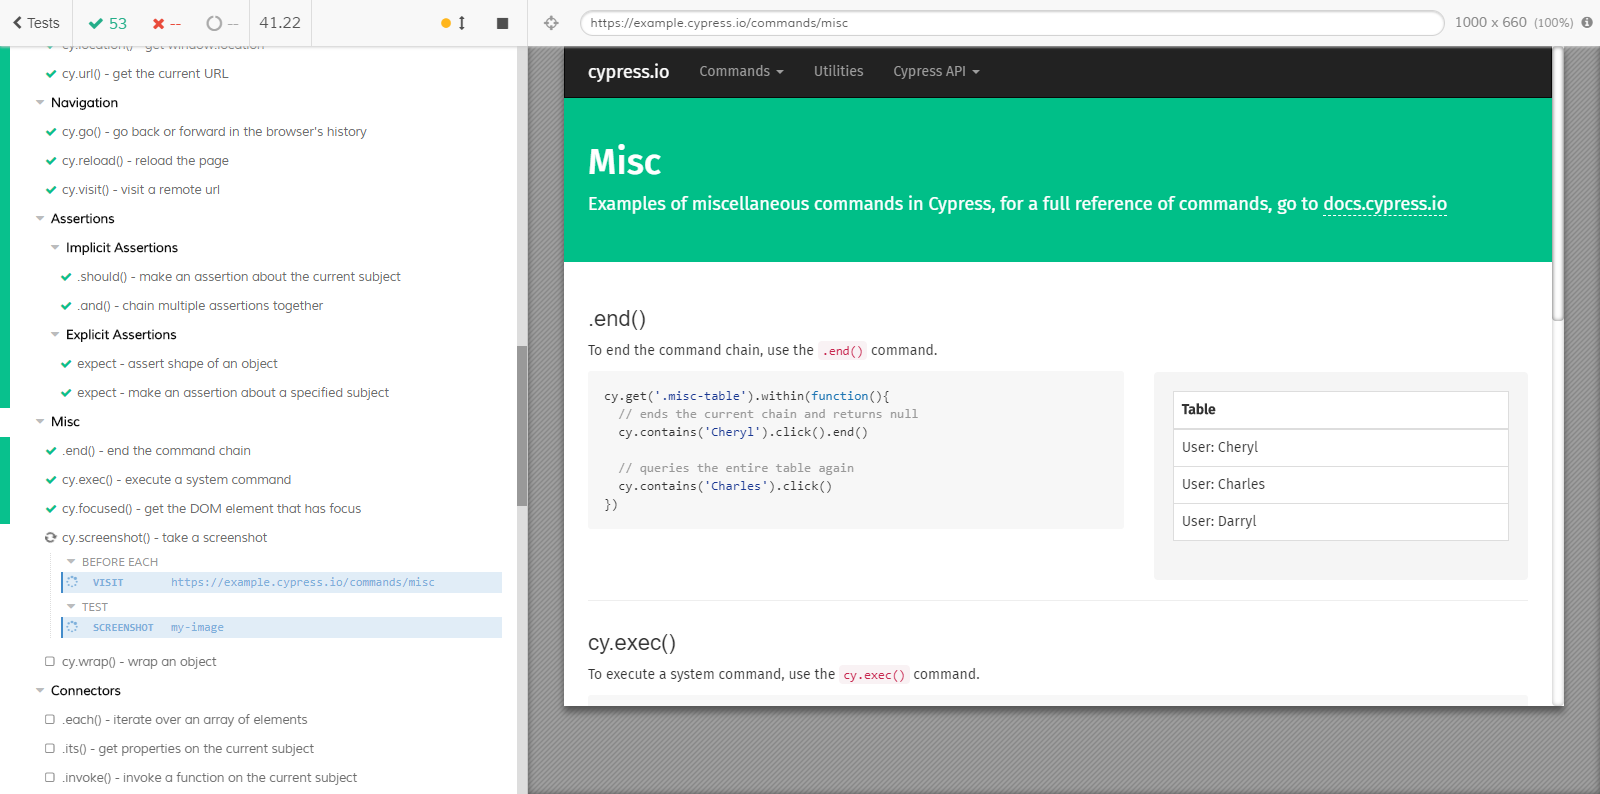 Tests
53
--
--
41.22
cy.location() - get window.location
cy.url() - get the current URL
Navigation
cy.go() - go back or forward in the browser's history
cy.reload() - reload the page
cy.visit() - visit a remote url
Assertions
Implicit Assertions
.should() - make an assertion about the current subject
.and() - chain multiple assertions together
Explicit Assertions
expect - assert shape of an object
expect - make an assertion about a specified subject
Misc
.end() - end the command chain
cy.exec() - execute a system command
cy.focused() - get the DOM element that has focus
cy.screenshot() - take a screenshot
BEFORE EACH
VISIT https://example.cypress.io/commands/misc
TEST
SCREENSHOT my-image
cy.wrap() - wrap an object
Connectors
.each() - iterate over an array of elements
.its() - get properties on the current subject
.invoke() - invoke a function on the current subject
https://example.cypress.io/commands/misc
1000 x 660 (100%)
cypress.io Commands Utilities Cypress API
Misc
Examples of miscellaneous commands in Cypress, for a full reference of commands, go to docs.cypress.io
.end()
To end the command chain, use the .end() command.
cy.get('.misc-table').within(function(){
// ends the current chain and returns null
cy.contains('Cheryl').click().end()
// queries the entire table again
cy.contains('Charles').click()
})
Table
User: Cheryl
User: Charles
User: Darryl
cy.exec()
To execute a system command, use the cy.exec() command.